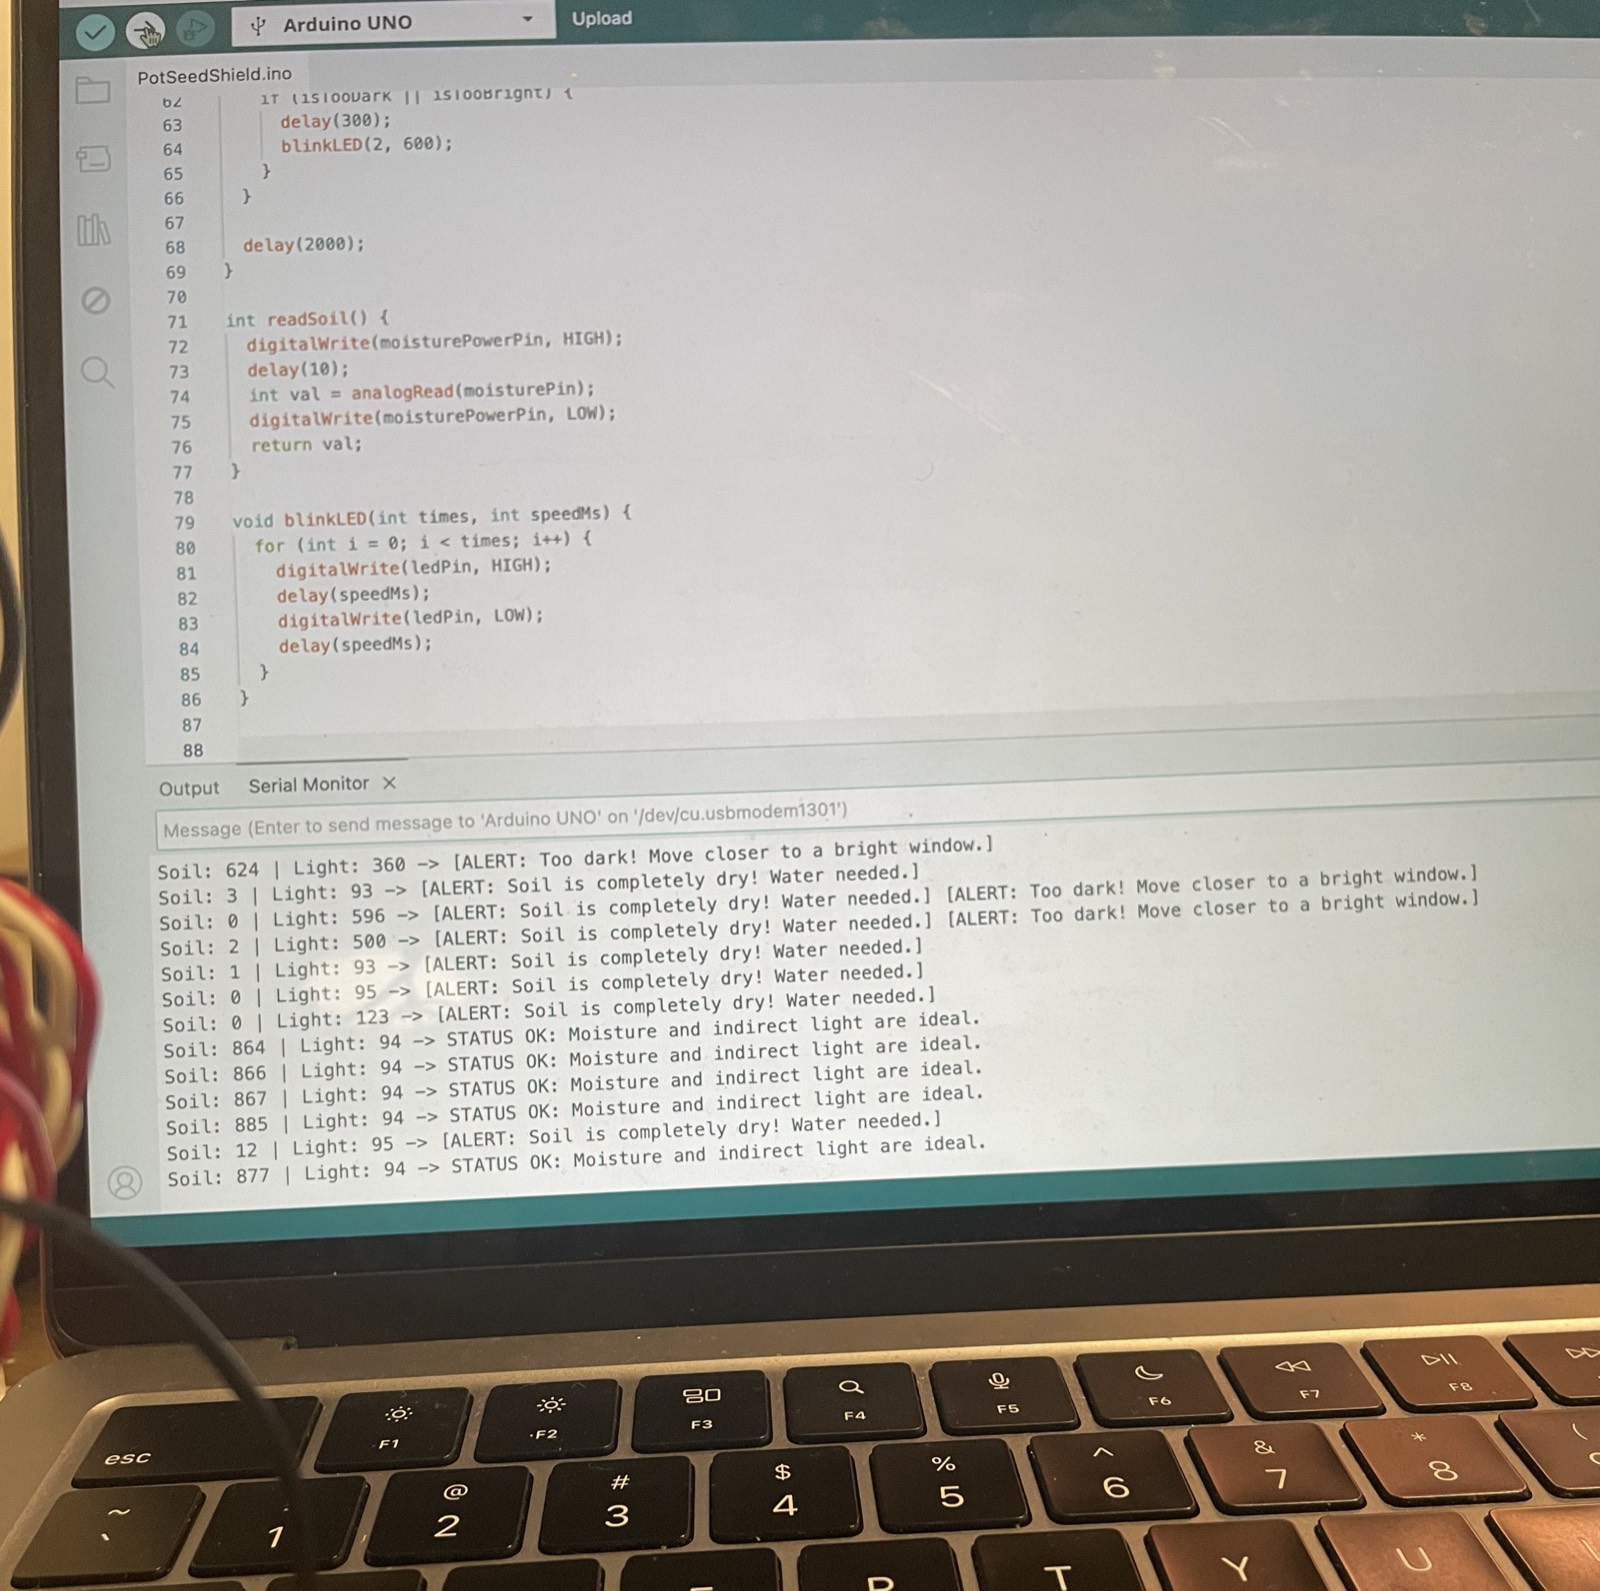 Arduino UNO
Upload
PotSeedShield.ino
62 if (isTooDark || isTooBright) {
63 delay(300);
64 blinkLED(2, 600);
65 }
66 }
67
68 delay(2000);
69 }
70
71 int readSoil() {
72 digitalWrite(moisturePowerPin, HIGH);
73 delay(10);
74 int val = analogRead(moisturePin);
75 digitalWrite(moisturePowerPin, LOW);
76 return val;
77 }
78
79 void blinkLED(int times, int speedMs) {
80 for (int i = 0; i < times; i++) {
81 digitalWrite(ledPin, HIGH);
82 delay(speedMs);
83 digitalWrite(ledPin, LOW);
84 delay(speedMs);
85 }
86 }
87
88
Output Serial Monitor ×
Message (Enter to send message to 'Arduino UNO' on '/dev/cu.usbmodem1301')
Soil: 624 | Light: 360 -> [ALERT: Too dark! Move closer to a bright window.]
Soil: 3 | Light: 93 -> [ALERT: Soil is completely dry! Water needed.]
Soil: 0 | Light: 596 -> [ALERT: Soil is completely dry! Water needed.] [ALERT: Too dark! Move closer to a bright window.]
Soil: 2 | Light: 500 -> [ALERT: Soil is completely dry! Water needed.] [ALERT: Too dark! Move closer to a bright window.]
Soil: 1 | Light: 93 -> [ALERT: Soil is completely dry! Water needed.]
Soil: 0 | Light: 95 -> [ALERT: Soil is completely dry! Water needed.]
Soil: 0 | Light: 123 -> [ALERT: Soil is completely dry! Water needed.]
Soil: 864 | Light: 94 -> STATUS OK: Moisture and indirect light are ideal.
Soil: 866 | Light: 94 -> STATUS OK: Moisture and indirect light are ideal.
Soil: 867 | Light: 94 -> STATUS OK: Moisture and indirect light are ideal.
Soil: 885 | Light: 94 -> STATUS OK: Moisture and indirect light are ideal.
Soil: 12 | Light: 95 -> [ALERT: Soil is completely dry! Water needed.]
Soil: 877 | Light: 94 -> STATUS OK: Moisture and indirect light are ideal.
esc F1 F2 F3 F4 F5 F6 F7 F8
~ @ # $ % ^ & * (
` 1 2 3 4 5 6 7 8
T Y U